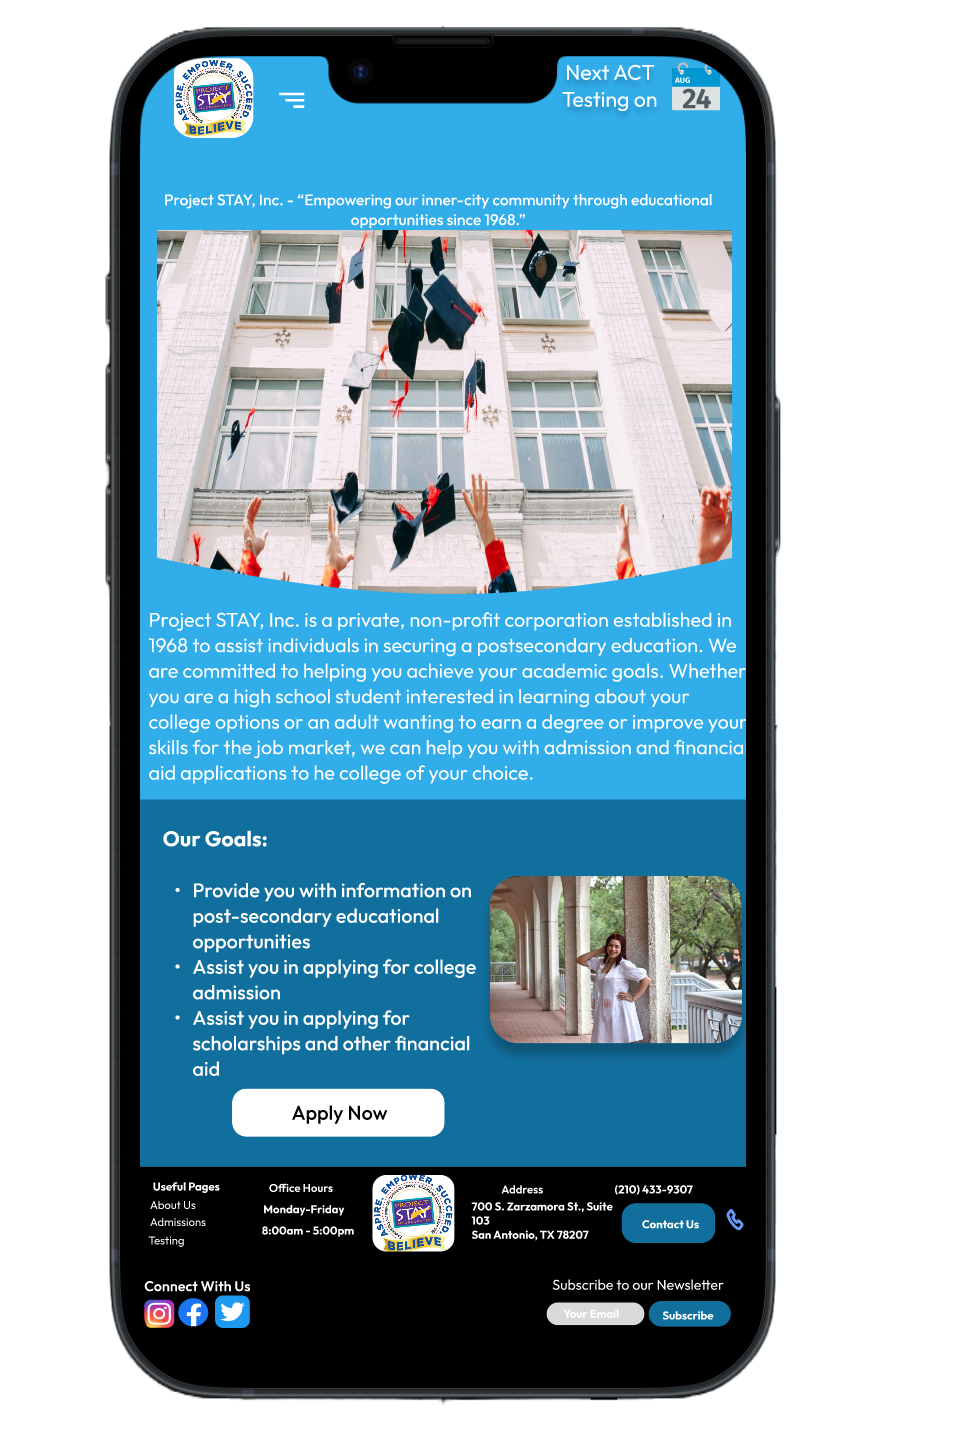 ASPIRE. EMPOWER. SUCCEED
PROJECT
STAY
BELIEVE
Next ACT
Testing on
AUG
24
Project STAY, Inc. - “Empowering our inner-city community through educational
opportunities since 1968.”
Project STAY, Inc. is a private, non-profit corporation established in
1968 to assist individuals in securing a postsecondary education. We
are committed to helping you achieve your academic goals. Whether
you are a high school student interested in learning about your
college options or an adult wanting to earn a degree or improve your
skills for the job market, we can help you with admission and financial
aid applications to he college of your choice.
Our Goals:
• Provide you with information on
post-secondary educational
opportunities
• Assist you in applying for college
admission
• Assist you in applying for
scholarships and other financial
aid
Apply Now
Useful Pages
About Us
Admissions
Testing
Office Hours
Monday-Friday
8:00am - 5:00pm
ASPIRE. EMPOWER. SUCCEED
PROJECT
STAY
BELIEVE
Address
700 S. Zarzamora St., Suite
103
San Antonio, TX 78207
(210) 433-9307
Contact Us
Connect With Us
Subscribe to our Newsletter
Your Email
Subscribe